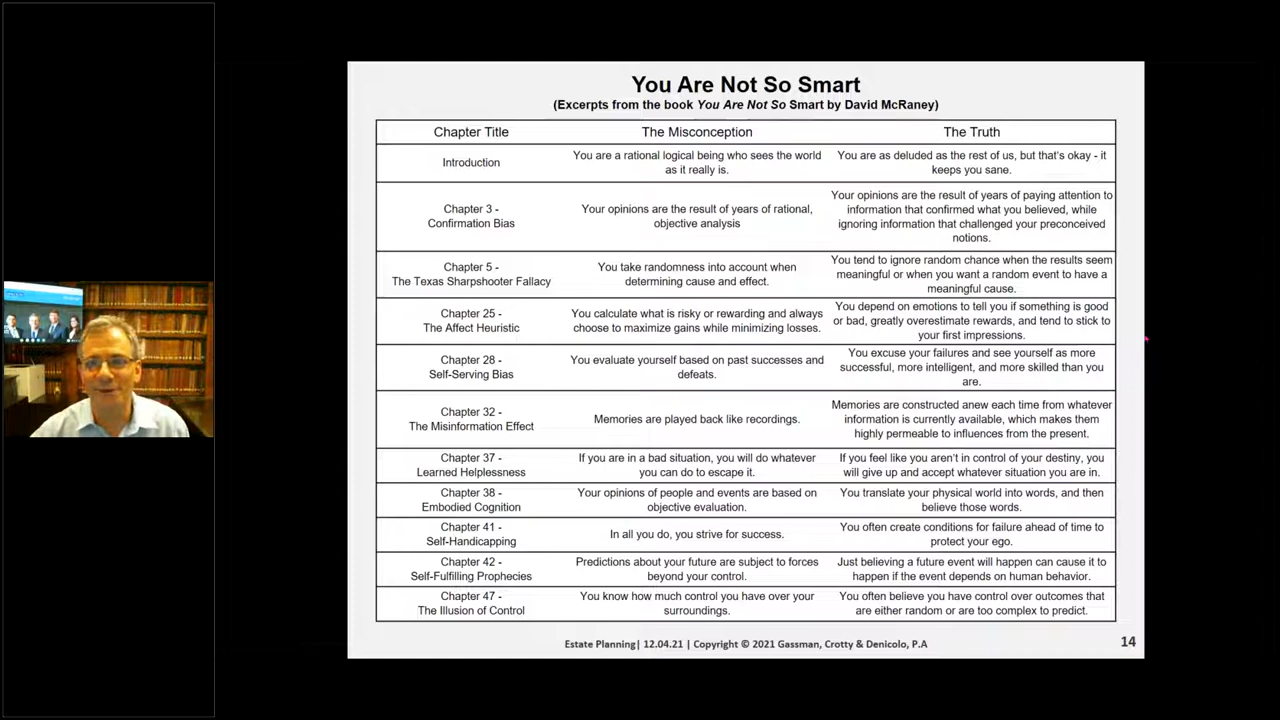 You Are Not So Smart
(Excerpts from the book You Are Not So Smart by David McRaney)
Chapter Title
The Misconception
The Truth
Introduction
You are a rational logical being who sees the world
as it really is.
You are as deluded as the rest of us, but that's okay - it
keeps you sane.
Chapter 3 -
Confirmation Bias
Your opinions are the result of years of rational,
objective analysis
Your opinions are the result of years of paying attention to
information that confirmed what you believed, while
ignoring information that challenged your preconceived
notions.
Chapter 5 -
The Texas Sharpshooter Fallacy
You take randomness into account when
determining cause and effect.
You tend to ignore random chance when the results seem
meaningful or when you want a random event to have a
meaningful cause.
Chapter 25 -
The Affect Heuristic
You calculate what is risky or rewarding and always
choose to maximize gains while minimizing losses.
You depend on emotions to tell you if something is good
or bad, greatly overestimate rewards, and tend to stick to
your first impressions.
Chapter 28 -
Self-Serving Bias
You evaluate yourself based on past successes and
defeats.
You excuse your failures and see yourself as more
successful, more intelligent, and more skilled than you
are.
Chapter 32 -
The Misinformation Effect
Memories are played back like recordings.
Memories are constructed anew each time from whatever
information is currently available, which makes them
highly permeable to influences from the present.
Chapter 37 -
Learned Helplessness
If you are in a bad situation, you will do whatever
you can do to escape it.
If you feel like you aren't in control of your destiny, you
will give up and accept whatever situation you are in.
Chapter 38 -
Embodied Cognition
Your opinions of people and events are based on
objective evaluation.
You translate your physical world into words, and then
believe those words.
Chapter 41 -
Self-Handicapping
In all you do, you strive for success.
You often create conditions for failure ahead of time to
protect your ego.
Chapter 42 -
Self-Fulfilling Prophecies
Predictions about your future are subject to forces
beyond your control.
Just believing a future event will happen can cause it to
happen if the event depends on human behavior.
Chapter 47 -
The Illusion of Control
You know how much control you have over your
surroundings.
You often believe you have control over outcomes that
are either random or are too complex to predict.
Estate Planning| 12.04.21 | Copyright © 2021 Gassman, Crotty & Denicolo, P.A
14